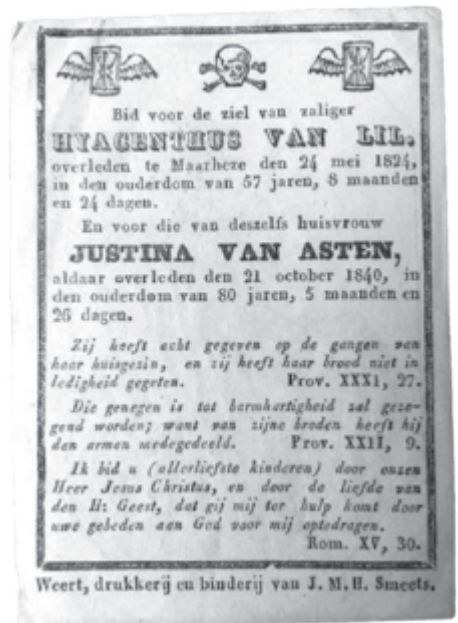 Bid voor de ziel van zaliger
HYACENTHUS VAN LIL.
overleden te Maarheze den 24 mei 1824,
in den ouderdom van 57 jaren, 8 maanden
en 24 dagen.
En voor die van deszelfs huisvrouw
JUSTINA VAN ASTEN,
aldaar overleden den 21 october 1840, in
den ouderdom van 80 jaren, 5 maanden en
26 dagen.
Zij heeft acht gegeven op de gangen van
haar huisgezin, en zij heeft haar brood niet in
ledigheid gegeten. Prov. XXXI, 27.
Die genegen is tot barmhartigheid zal geze-
gend worden; want van zijne broden heeft hij
den armen medegedeeld. Prov. XXII, 9.
Ik bid u (allerliefste kinderen) door onzen
Heer Jesus Christus, en door de liefde van
den H: Geest, dat gij mij ter hulp komt door
uwe gebeden aan God voor mij optedragen.
Rom. XV, 30.
Weert, drukkerij en binderij van J. M. H. Smeets.